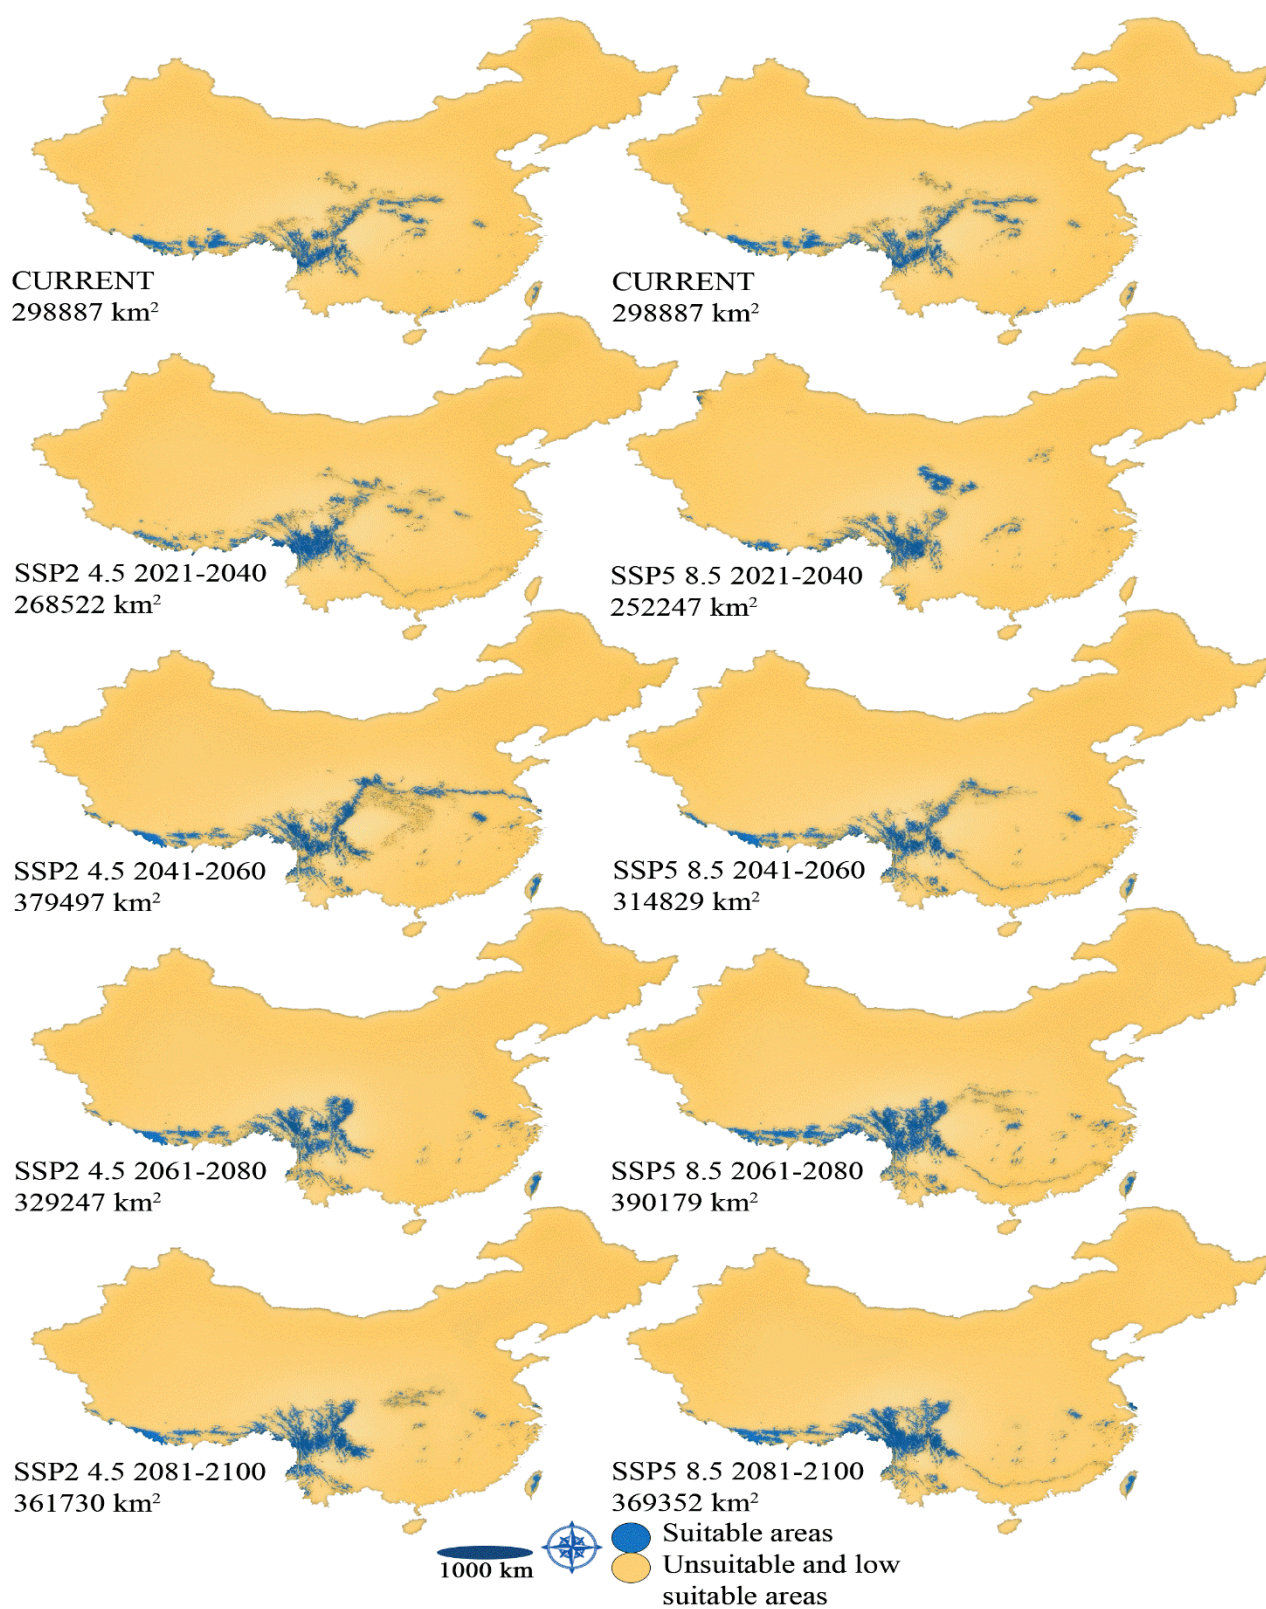 CURRENT
298887 km²
CURRENT
298887 km²
SSP2 4.5 2021-2040
268522 km²
SSP5 8.5 2021-2040
252247 km²
SSP2 4.5 2041-2060
379497 km²
SSP5 8.5 2041-2060
314829 km²
SSP2 4.5 2061-2080
329247 km²
SSP5 8.5 2061-2080
390179 km²
SSP2 4.5 2081-2100
361730 km²
SSP5 8.5 2081-2100
369352 km²
1000 km
Suitable areas
Unsuitable and low
suitable areas